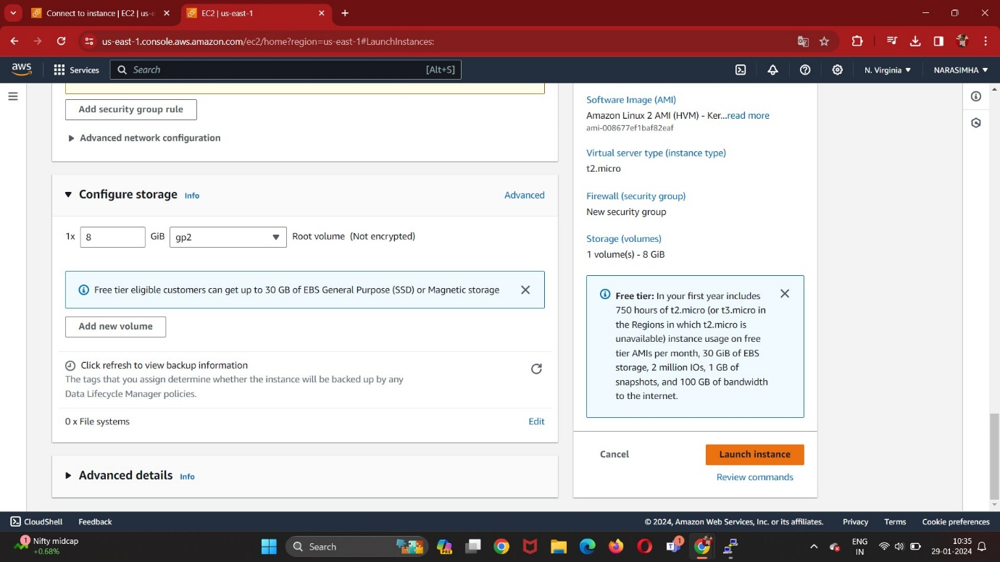 Connect to instance | EC2 | us-e
EC2 | us-east-1
us-east-1.console.aws.amazon.com/ec2/home?region=us-east-1#LaunchInstances:
aws
Services
Search
[Alt+S]
N. Virginia
NARASIMHA
Add security group rule
Advanced network configuration
Configure storage Info
Advanced
1x
8
GiB
gp2
Root volume (Not encrypted)
Free tier eligible customers can get up to 30 GB of EBS General Purpose (SSD) or Magnetic storage
Add new volume
Click refresh to view backup information
The tags that you assign determine whether the instance will be backed up by any
Data Lifecycle Manager policies.
0 x File systems
Edit
Advanced details Info
Software Image (AMI)
Amazon Linux 2 AMI (HVM) - Ker...read more
ami-008677ef1baf82eaf
Virtual server type (instance type)
t2.micro
Firewall (security group)
New security group
Storage (volumes)
1 volume(s) - 8 GiB
Free tier: In your first year includes
750 hours of t2.micro (or t3.micro in
the Regions in which t2.micro is
unavailable) instance usage on free
tier AMIs per month, 30 GiB of EBS
storage, 2 million IOs, 1 GB of
snapshots, and 100 GB of bandwidth
to the internet.
Cancel
Launch instance
Review commands
CloudShell
Feedback
© 2024, Amazon Web Services, Inc. or its affiliates.
Privacy
Terms
Cookie preferences
1
Nifty midcap
+0.68%
Search
PRE
1
ENG
IN
10:35
29-01-2024